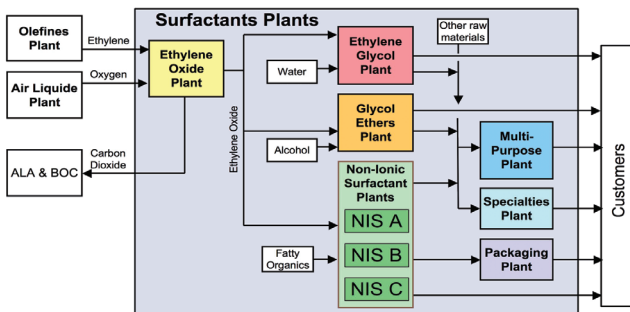 Surfactants Plants
Olefines
Plant
Ethylene
Air Liquide
Plant
Oxygen
Ethylene
Oxide
Plant
Carbon
Dioxide
ALA & BOC
Ethylene Oxide
Water
Ethylene
Glycol
Plant
Other raw
materials
Alcohol
Glycol
Ethers
Plant
Non-Ionic
Surfactant
Plants
NIS A
NIS B
NIS C
Fatty
Organics
Multi-
Purpose
Plant
Specialties
Plant
Packaging
Plant
Customers